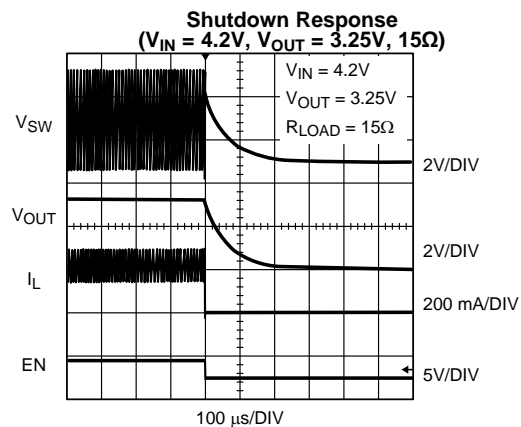 Shutdown Response
(VIN = 4.2V, VOUT = 3.25V, 15Ω)
VIN = 4.2V
VOUT = 3.25V
RLOAD = 15Ω
VSW
2V/DIV
VOUT
2V/DIV
IL
200 mA/DIV
EN
5V/DIV
100 μs/DIV